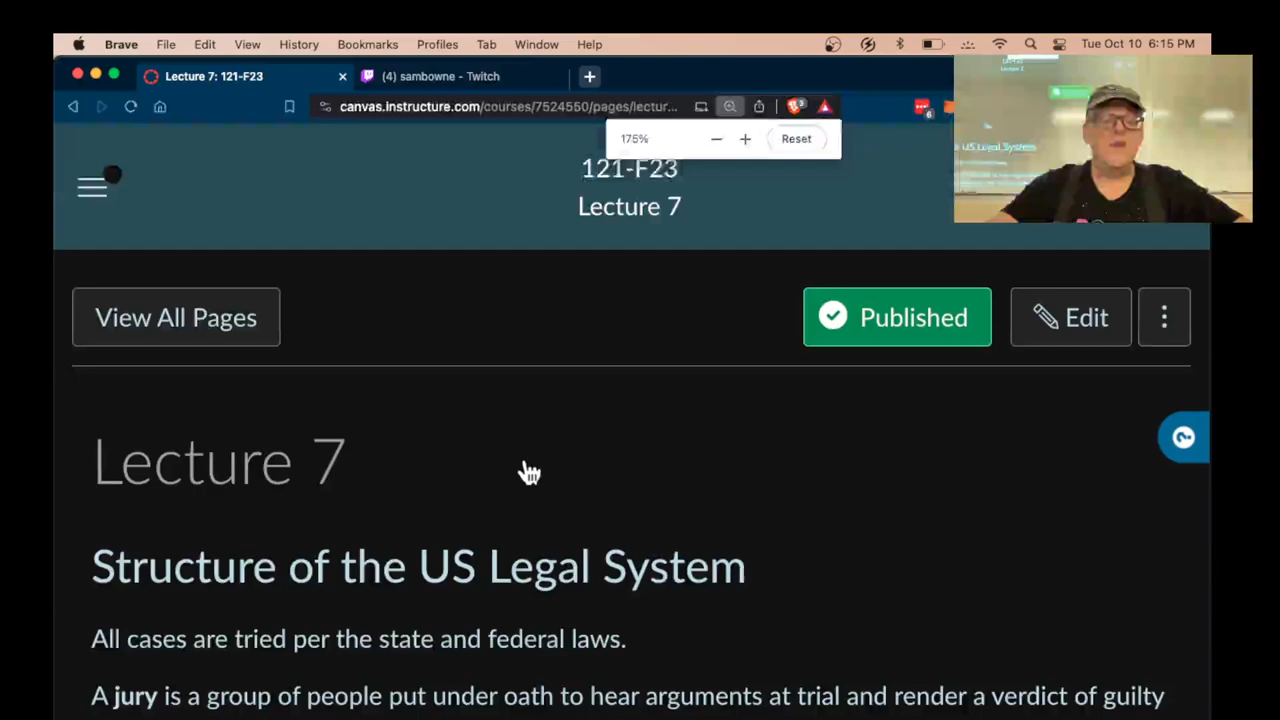 Brave File Edit View History Bookmarks Profiles Tab Window Help Tue Oct 10 6:15 PM
Lecture 7: 121-F23 (4) sambowne - Twitch
canvas.instructure.com/courses/7524550/pages/lectur...
175% Reset
121-F23
Lecture 7
View All Pages Published Edit
Lecture 7
Structure of the US Legal System
All cases are tried per the state and federal laws.
A jury is a group of people put under oath to hear arguments at trial and render a verdict of guilty